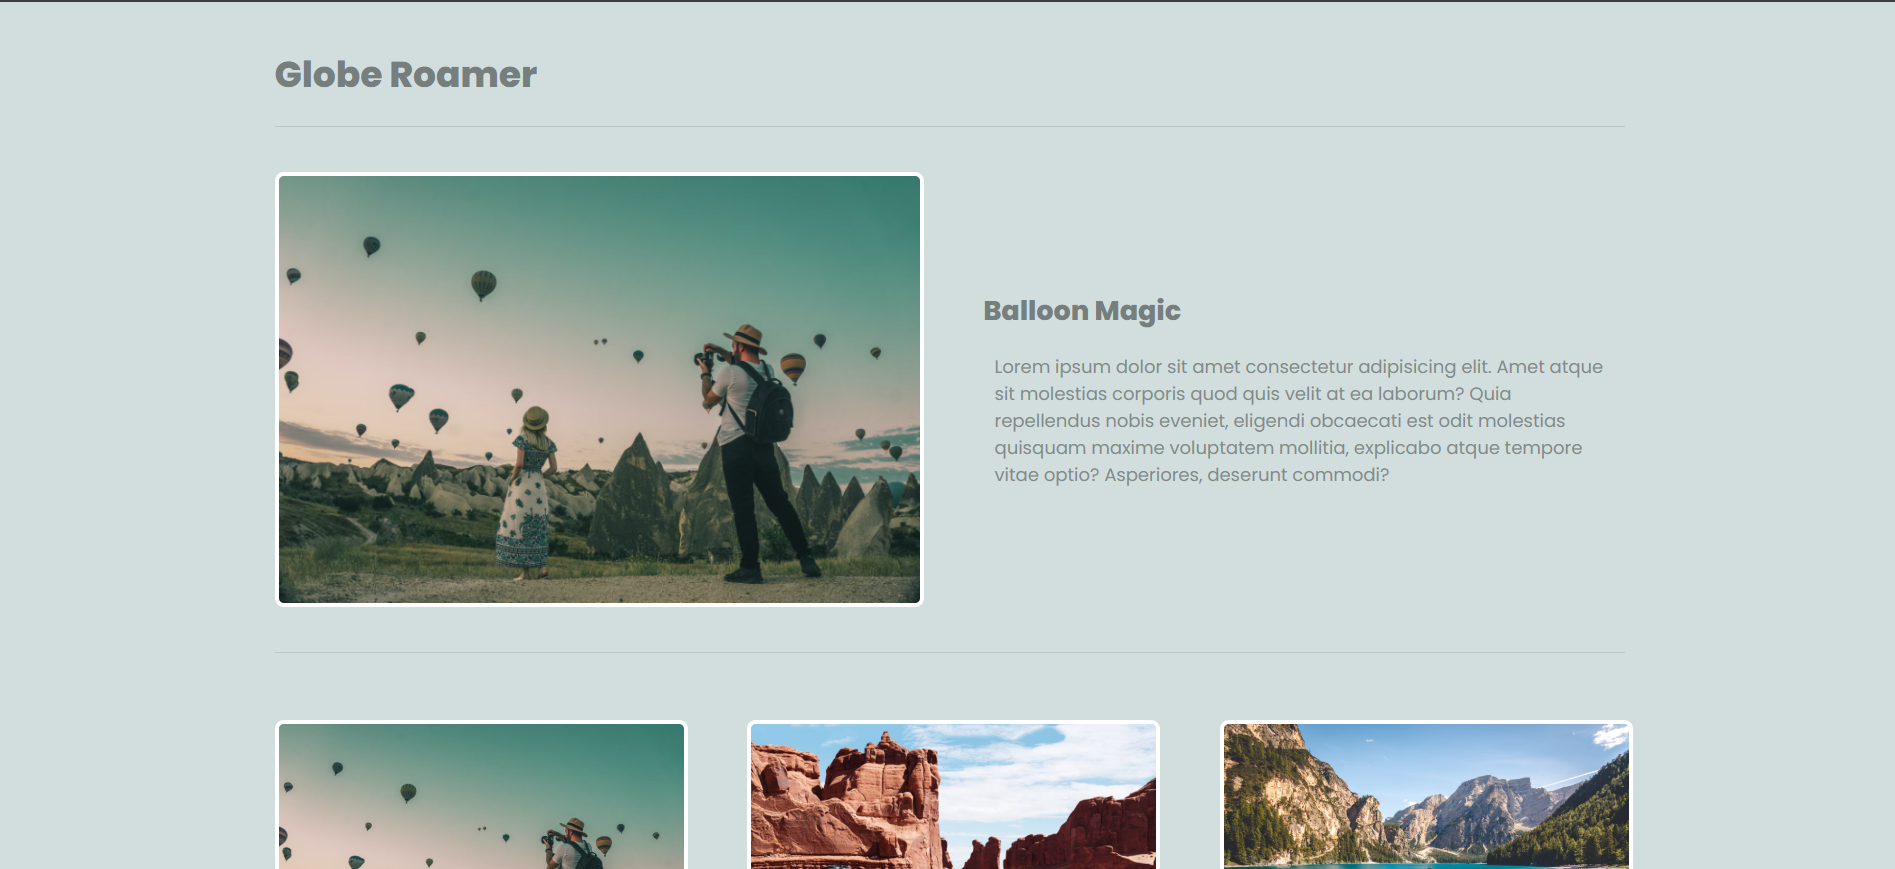 Globe Roamer
Balloon Magic
Lorem ipsum dolor sit amet consectetur adipisicing elit. Amet atque
sit molestias corporis quod quis velit at ea laborum? Quia
repellendus nobis eveniet, eligendi obcaecati est odit molestias
quisquam maxime voluptatem mollitia, explicabo atque tempore
vitae optio? Asperiores, deserunt commodi?